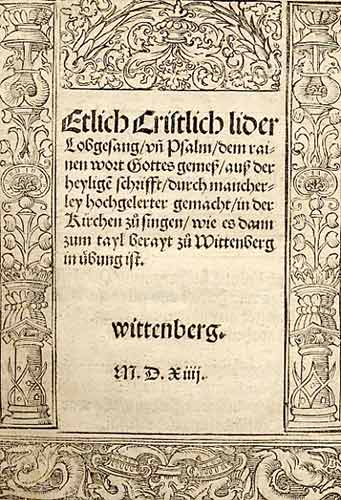 Etlich Cristlich lider
Lobgesang/ vñ Psalm/ dem rai-
nen wort Gottes gemeß/ auß der
heyligẽ schrifft/ durch mancher-
ley hochgelerter gemacht/ in der
Kirchen zů singen/ wie es dann
zum tayl berayt zů Wittenberg
in übung ist.
wittenberg.
M. D. Xiiij.